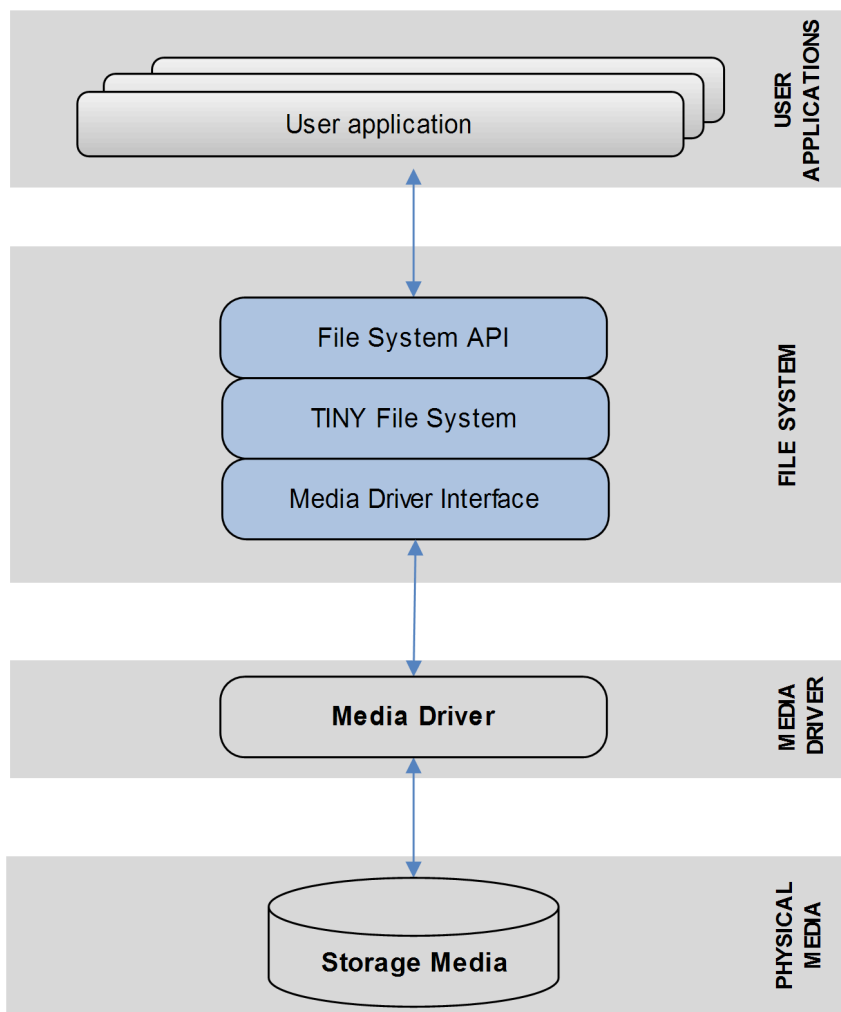 User application
USER
APPLICATIONS
File System API
TINY File System
Media Driver Interface
FILE SYSTEM
Media Driver
MEDIA
DRIVER
Storage Media
PHYSICAL
MEDIA